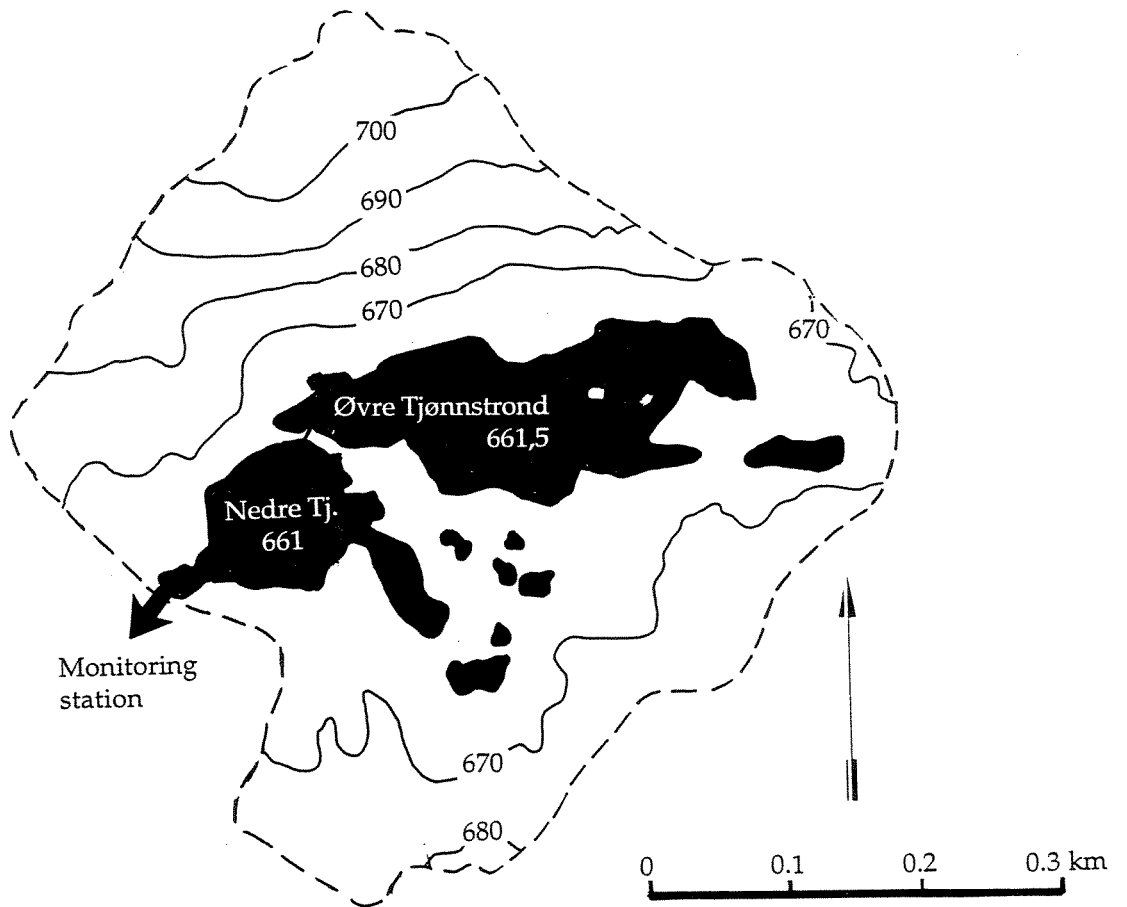 700
690
680
670
670
Øvre Tjønnstrond
661,5
Nedre Tj.
661
Monitoring
station
670
680
0 0.1 0.2 0.3 km